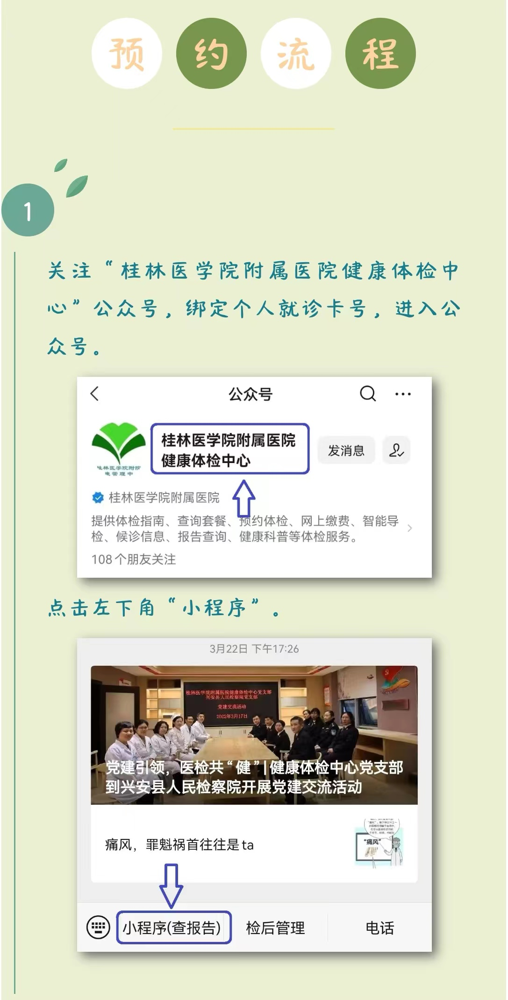 预约流程
1
关注“桂林医学院附属医院健康体检中
心”公众号，绑定个人就诊卡号，进入公
众号。
公众号
桂林医学院附属医院
健康体检中心
发消息
桂林医学院附属医院
提供体检指南、查询套餐、预约体检、网上缴费、智能导
检、候诊信息、报告查询、健康科普等体检服务。
108个朋友关注
点击左下角“小程序”。
3月22日 下午17:26
桂林医学院附属医院健康体检中心党支部
兴安县人民检察院党支部
党建交流活动
2022年3月17日
党建引领，医检共“健”|健康体检中心党支部
到兴安县人民检察院开展党建交流活动
痛风，罪魁祸首往往是ta
“痛风”
小程序(查报告)
检后管理
电话